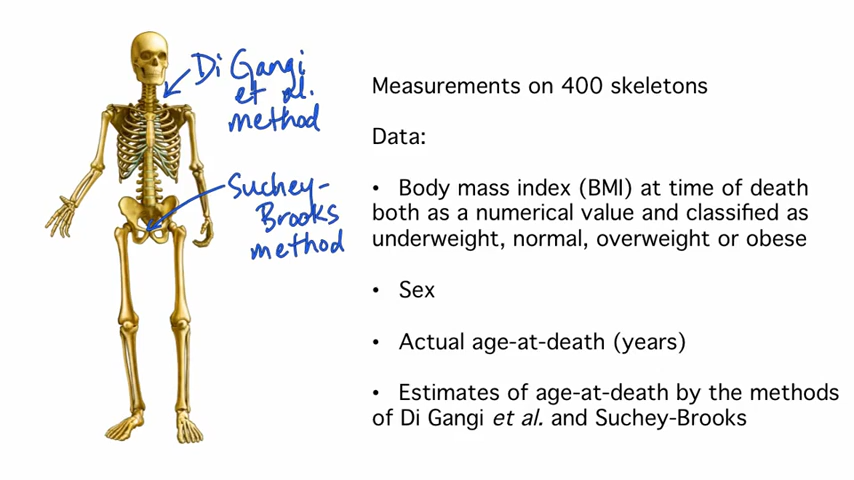 Di Gangi
et al.
method
Suchey-
Brooks
method
Measurements on 400 skeletons
Data:
• Body mass index (BMI) at time of death
both as a numerical value and classified as
underweight, normal, overweight or obese
• Sex
• Actual age-at-death (years)
• Estimates of age-at-death by the methods
of Di Gangi et al. and Suchey-Brooks